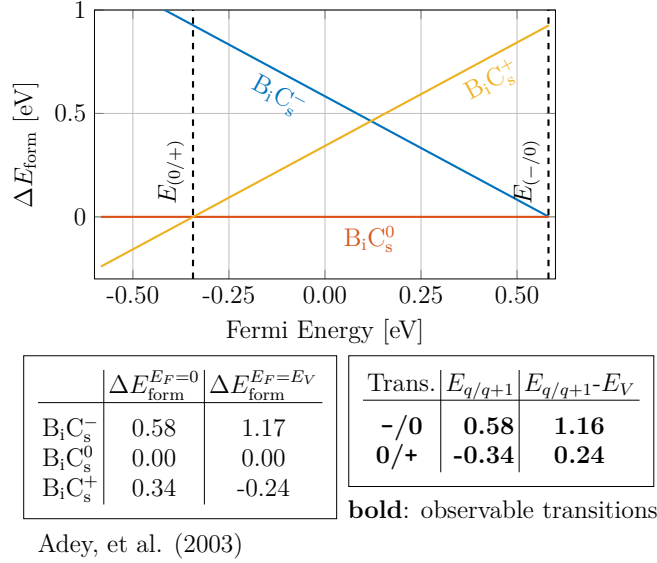 1
0.5
0
ΔE_form [eV]
E_(0/+)
E_(−/0)
B_iC_s^−
B_iC_s^+
B_iC_s^0
-0.50 -0.25 0.00 0.25 0.50
Fermi Energy [eV]
ΔE_form^{E_F=0} ΔE_form^{E_F=E_V}
B_iC_s^− 0.58 1.17
B_iC_s^0 0.00 0.00
B_iC_s^+ 0.34 -0.24
Trans. E_{q/q+1} E_{q/q+1}-E_V
-/0 0.58 1.16
0/+ -0.34 0.24
bold: observable transitions
Adey, et al. (2003)